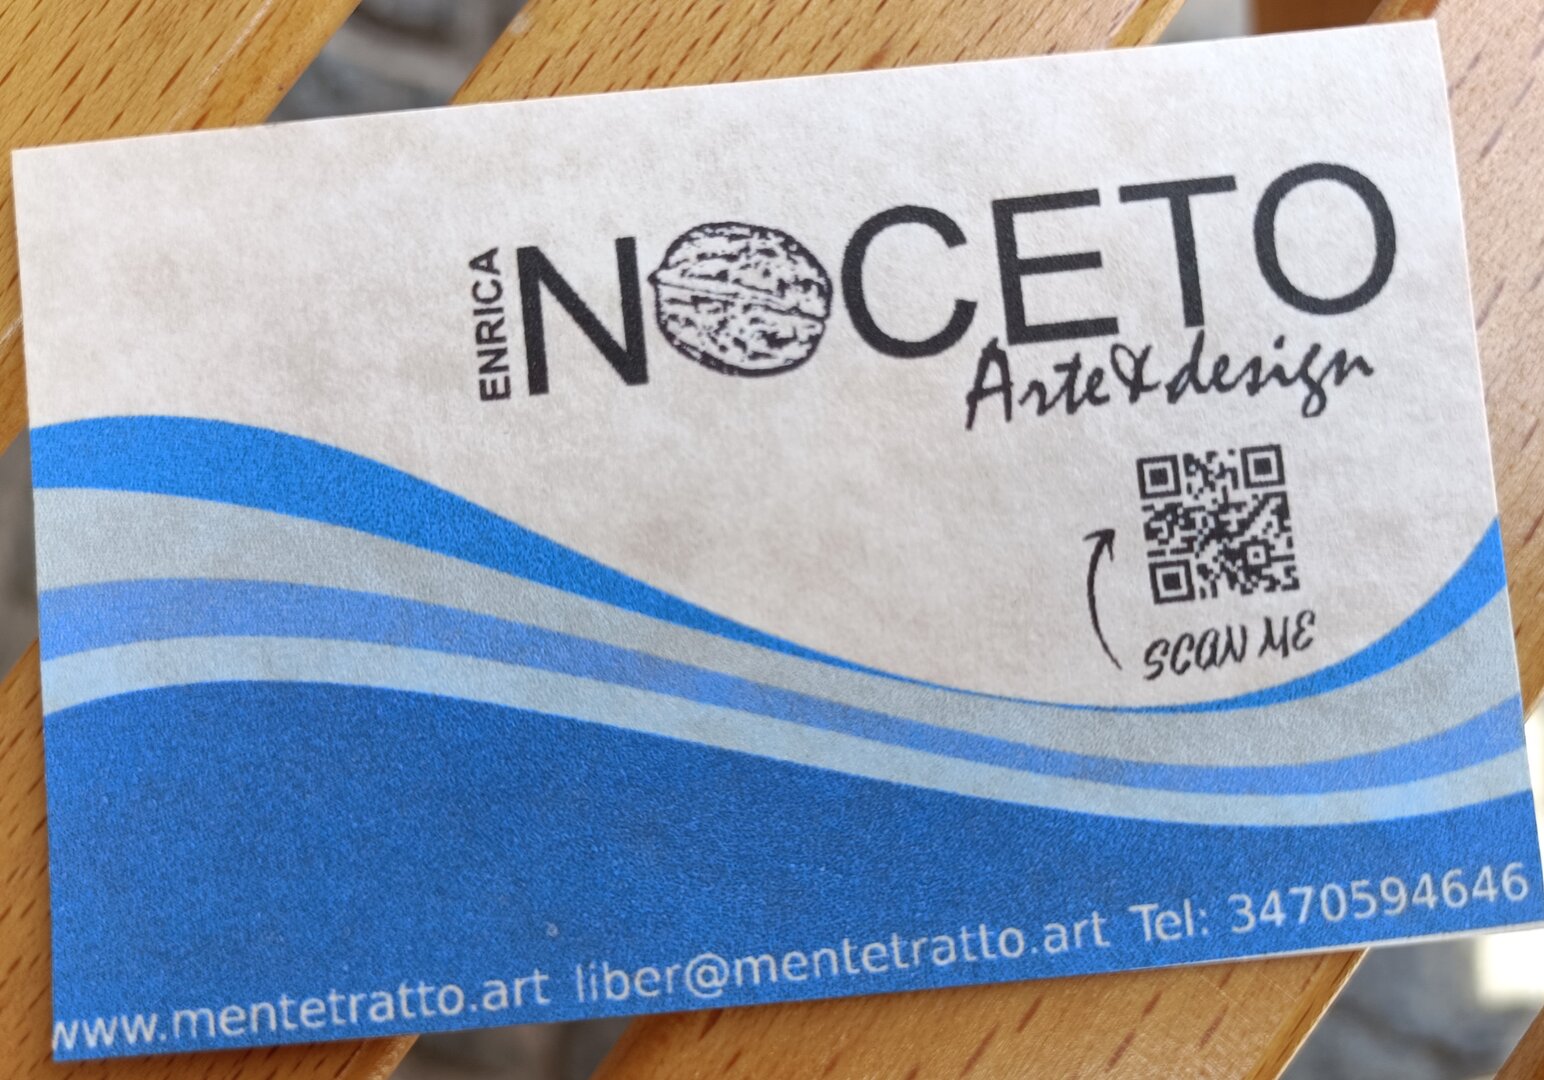 ENRICA
NOCETO
Arte&design
SCAN ME
www.mentetratto.art liber@mentetratto.art Tel: 3470594646